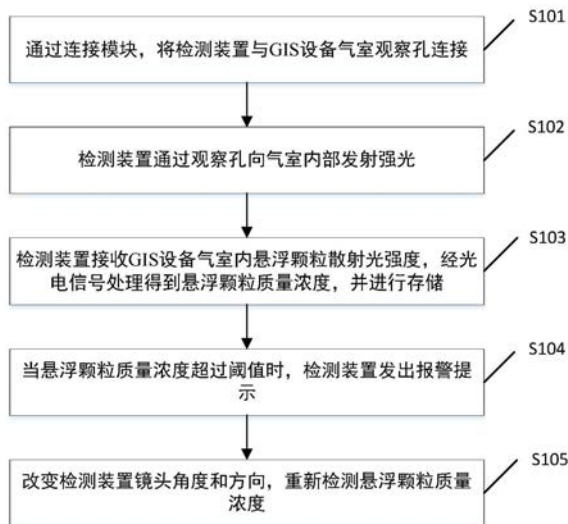 S101
通过连接模块，将检测装置与GIS设备气室观察孔连接
S102
检测装置通过观察孔向气室内部发射强光
S103
检测装置接收GIS设备气室内悬浮颗粒散射光强度，经光
电信号处理得到悬浮颗粒质量浓度，并进行存储
S104
当悬浮颗粒质量浓度超过阈值时，检测装置发出报警提
示
S105
改变检测装置镜头角度和方向，重新检测悬浮颗粒质量
浓度